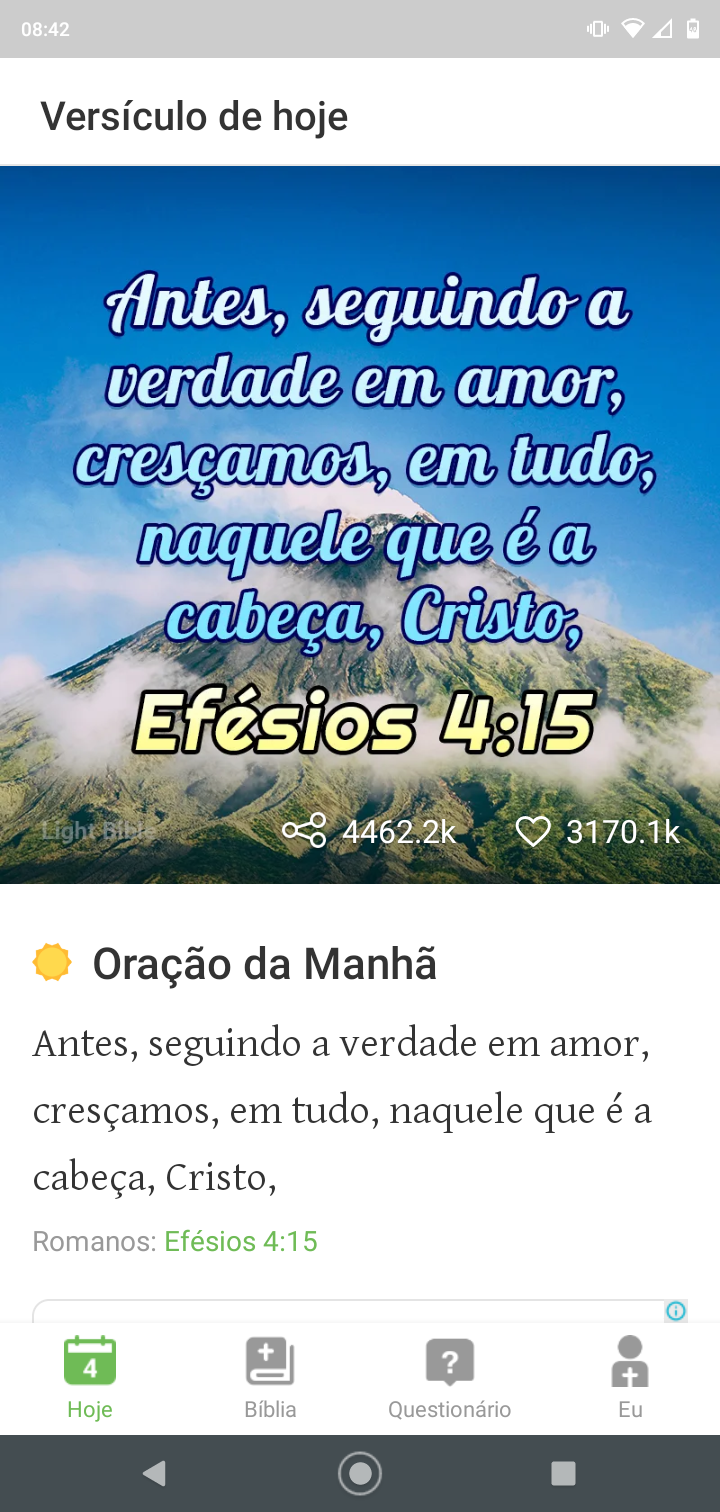 08:42
Versículo de hoje
Antes, seguindo a
verdade em amor,
cresçamos, em tudo,
naquele que é a
cabeça, Cristo,
Efésios 4:15
Light Bible
4462.2k
3170.1k
Oração da Manhã
Antes, seguindo a verdade em amor,
cresçamos, em tudo, naquele que é a
cabeça, Cristo,
Romanos: Efésios 4:15
4
Hoje
Bíblia
?
Questionário
Eu